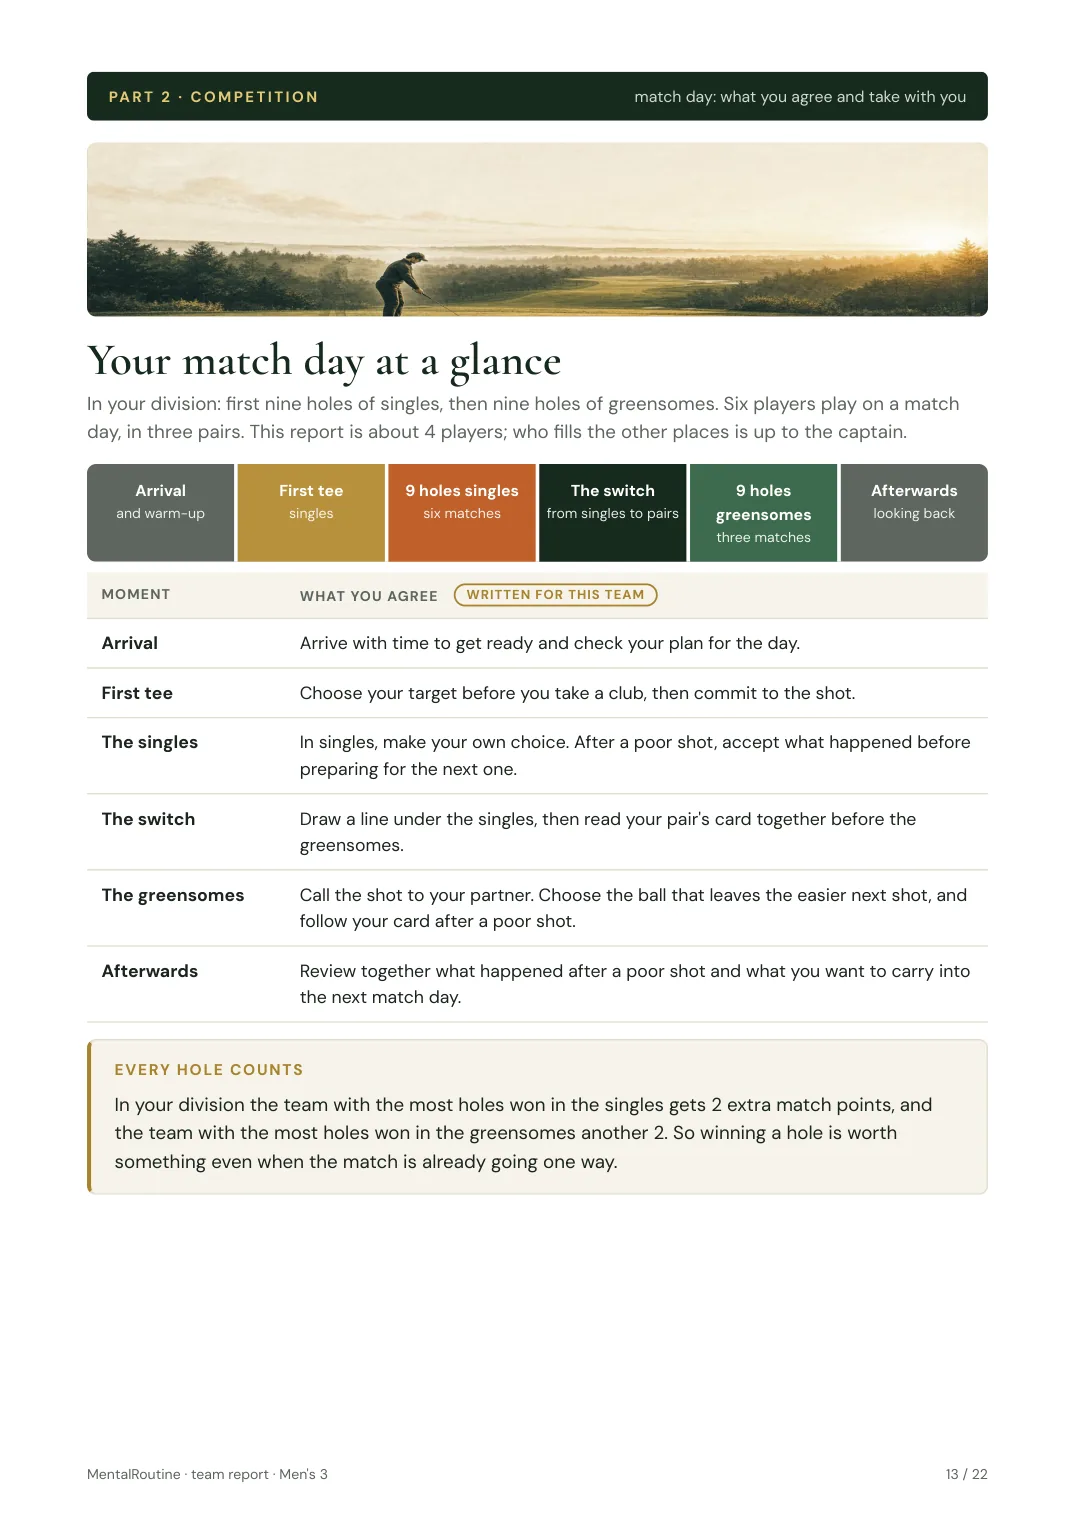 PART 2 · COMPETITION
match day: what you agree and take with you
Your match day at a glance
In your division: first nine holes of singles, then nine holes of greensomes. Six players play on a match
day, in three pairs. This report is about 4 players; who fills the other places is up to the captain.
Arrival
and warm-up
First tee
singles
9 holes singles
six matches
The switch
from singles to pairs
9 holes
greensomes
three matches
Afterwards
looking back
MOMENT
WHAT YOU AGREE WRITTEN FOR THIS TEAM
Arrival
Arrive with time to get ready and check your plan for the day.
First tee
Choose your target before you take a club, then commit to the shot.
The singles
In singles, make your own choice. After a poor shot, accept what happened before
preparing for the next one.
The switch
Draw a line under the singles, then read your pair's card together before the
greensomes.
The greensomes
Call the shot to your partner. Choose the ball that leaves the easier next shot, and
follow your card after a poor shot.
Afterwards
Review together what happened after a poor shot and what you want to carry into
the next match day.
EVERY HOLE COUNTS
In your division the team with the most holes won in the singles gets 2 extra match points, and
the team with the most holes won in the greensomes another 2. So winning a hole is worth
something even when the match is already going one way.
MentalRoutine · team report · Men's 3
13 / 22